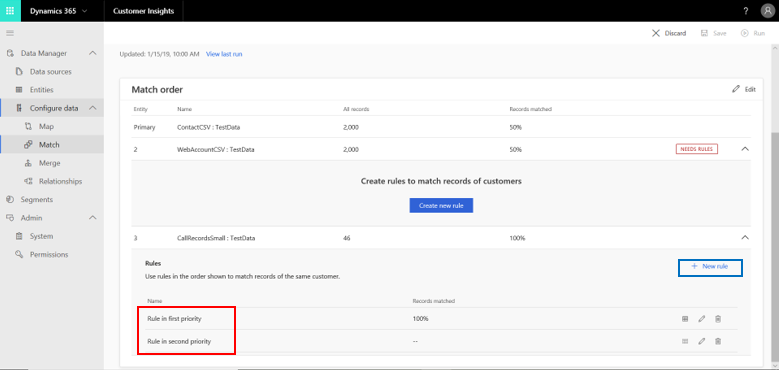 Dynamics 365 Customer Insights ?
Discard Save Run
Updated: 1/15/19, 10:00 AM View last run
Data Manager
Data sources
Entities
Configure data
Map
Match
Merge
Relationships
Segments
Admin
System
Permissions
Match order Edit
Entity Name All records Records matched
Primary ContactCSV : TestData 2,000 50%
2 WebAccountCSV : TestData 2,000 50% NEEDS RULES
Create rules to match records of customers
Create new rule
3 CallRecordsSmall : TestData 46 100%
Rules
+ New rule
Use rules in the order shown to match records of the same customer.
Name Records matched
Rule in first priority 100%
Rule in second priority --